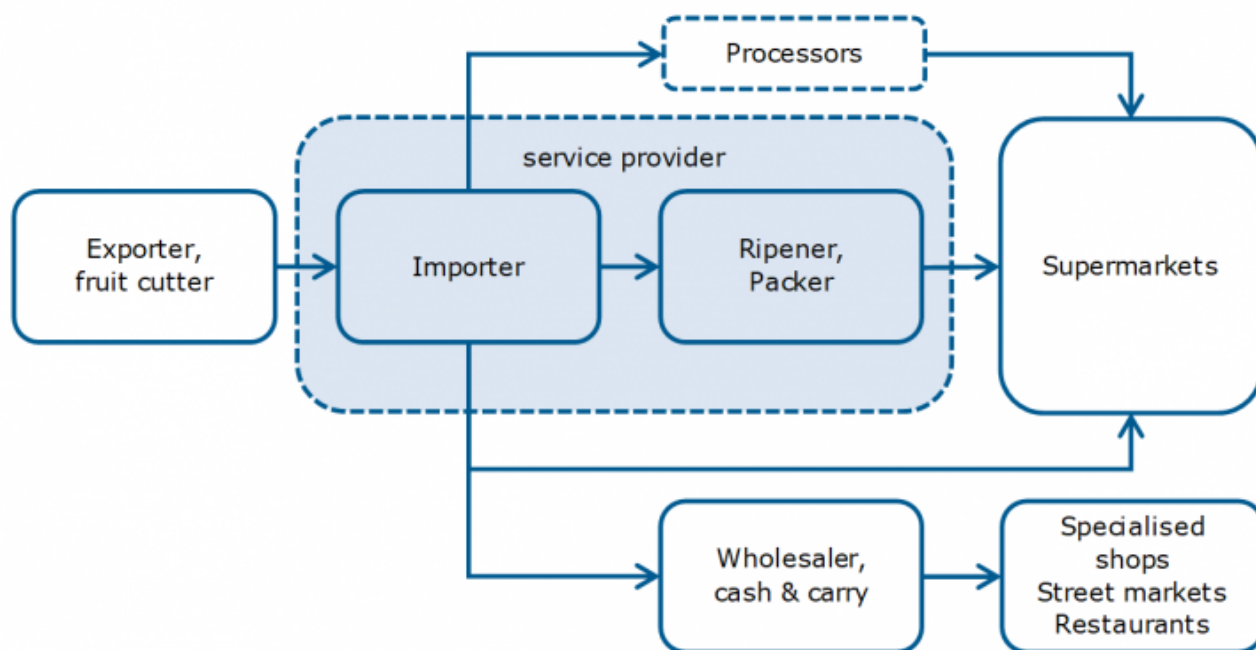 Processors
service provider
Exporter,
fruit cutter
Importer
Ripener,
Packer
Supermarkets
Wholesaler,
cash & carry
Specialised
shops
Street markets
Restaurants